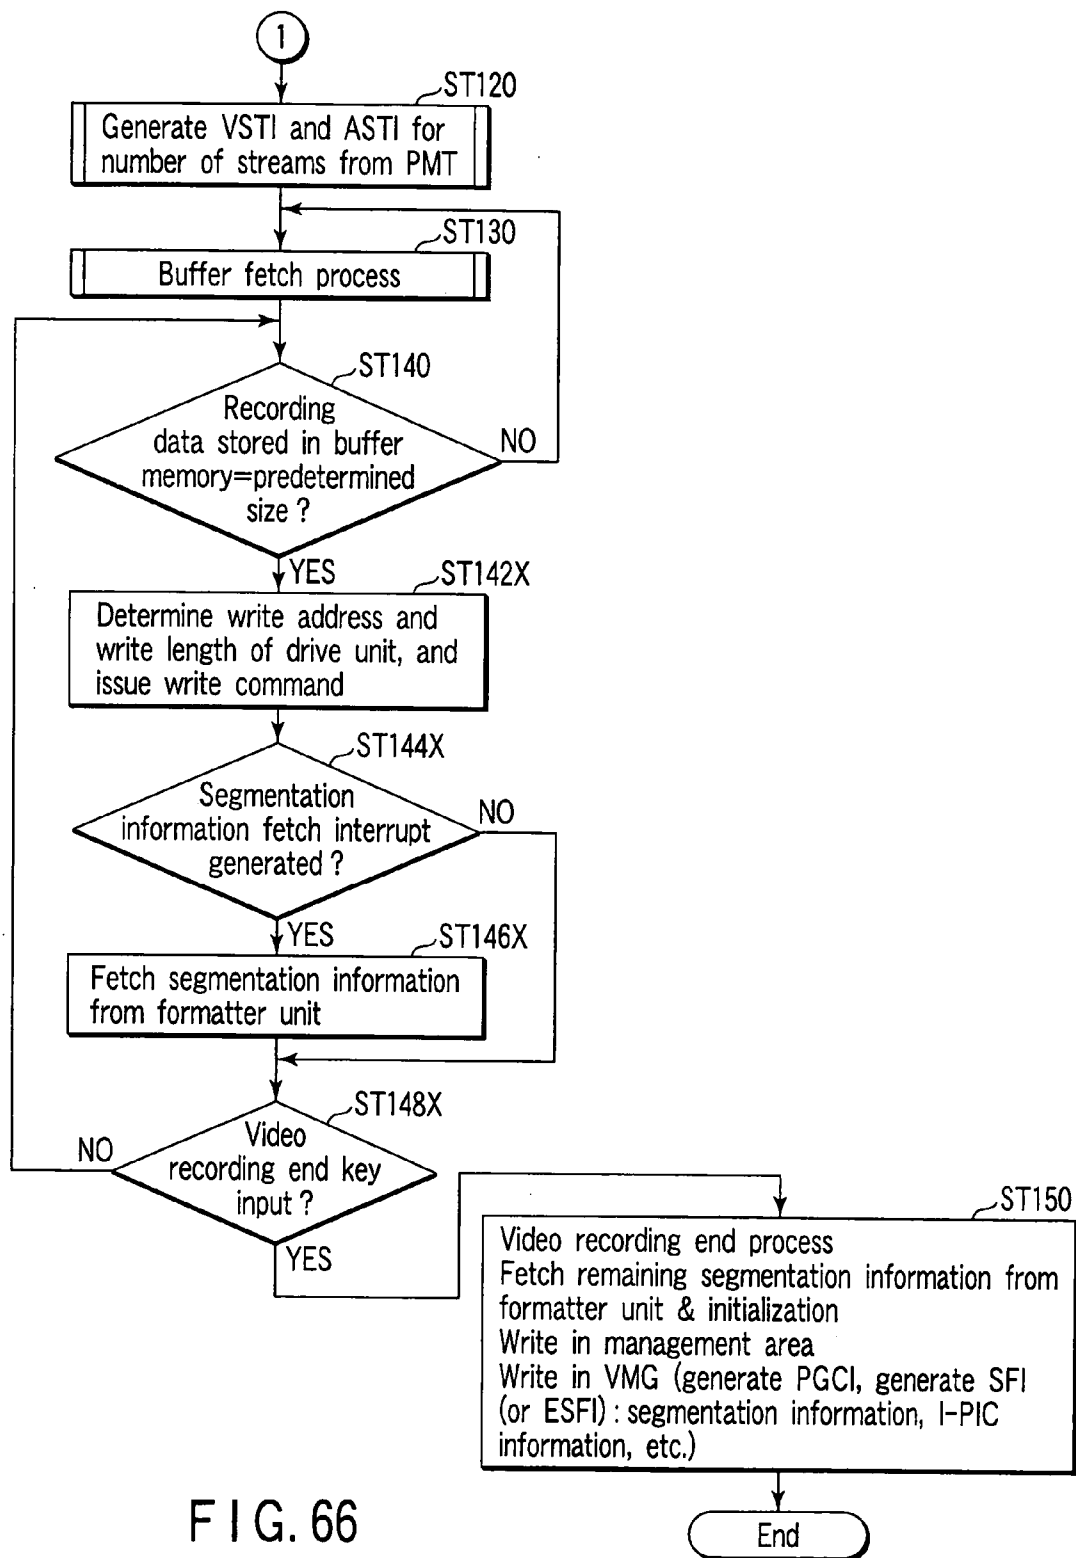 1
ST120
Generate VSTI and ASTI for
number of streams from PMT
ST130
Buffer fetch process
ST140
Recording
data stored in buffer
memory=predetermined
size ?
NO
YES
ST142X
Determine write address and
write length of drive unit, and
issue write command
ST144X
Segmentation
information fetch interrupt
generated ?
NO
YES
ST146X
Fetch segmentation information
from formatter unit
ST148X
Video
recording end key
input ?
NO
YES
ST150
Video recording end process
Fetch remaining segmentation information from
formatter unit & initialization
Write in management area
Write in VMG (generate PGCI, generate SFI
(or ESFI) : segmentation information, I-PIC
information, etc.)
End
FIG. 66